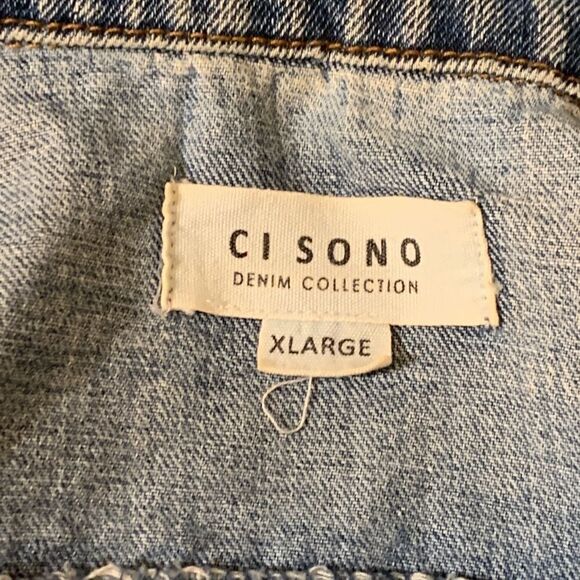 CI SONO
DENIM COLLECTION
XLARGE